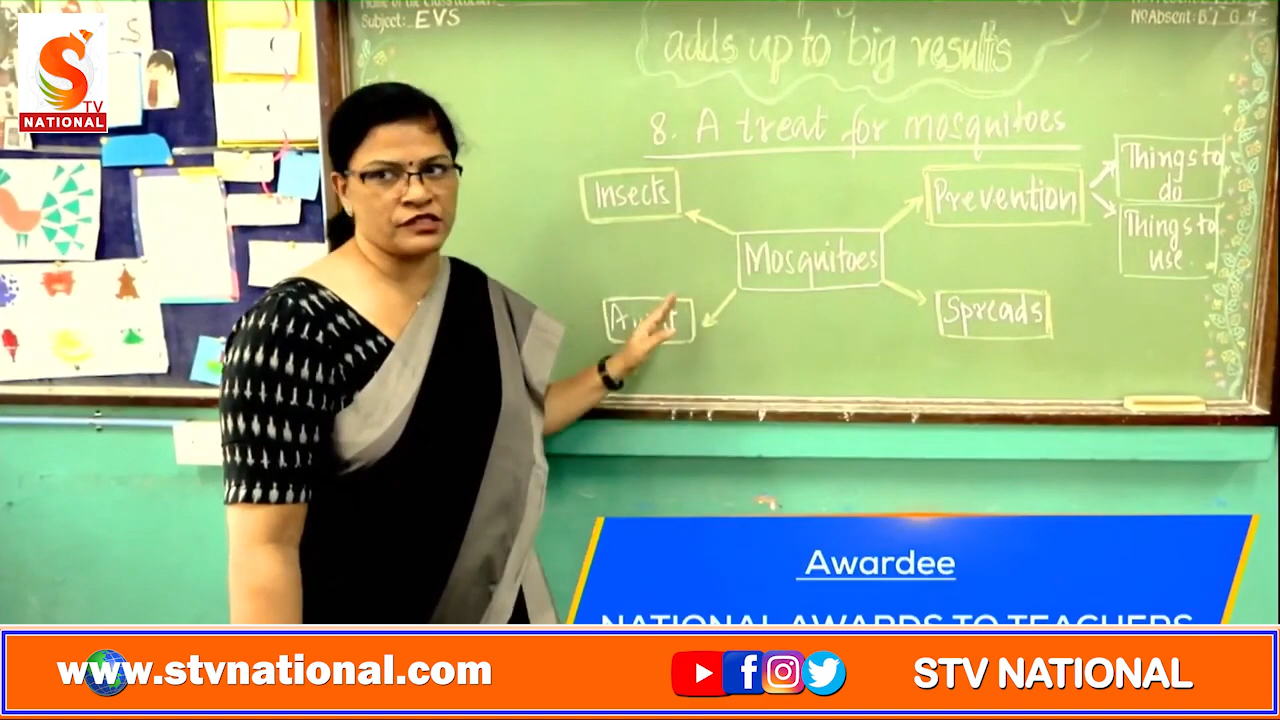 S
TV
NATIONAL
Subject: EVS
adds up to big results
8. A treat for mosquitoes
Insects
Mosquitoes
Prevention
Things to
do
Things to
use
Spreads
Awardee
NATIONAL AWARDS TO TEACHERS
www.stvnational.com
STV NATIONAL